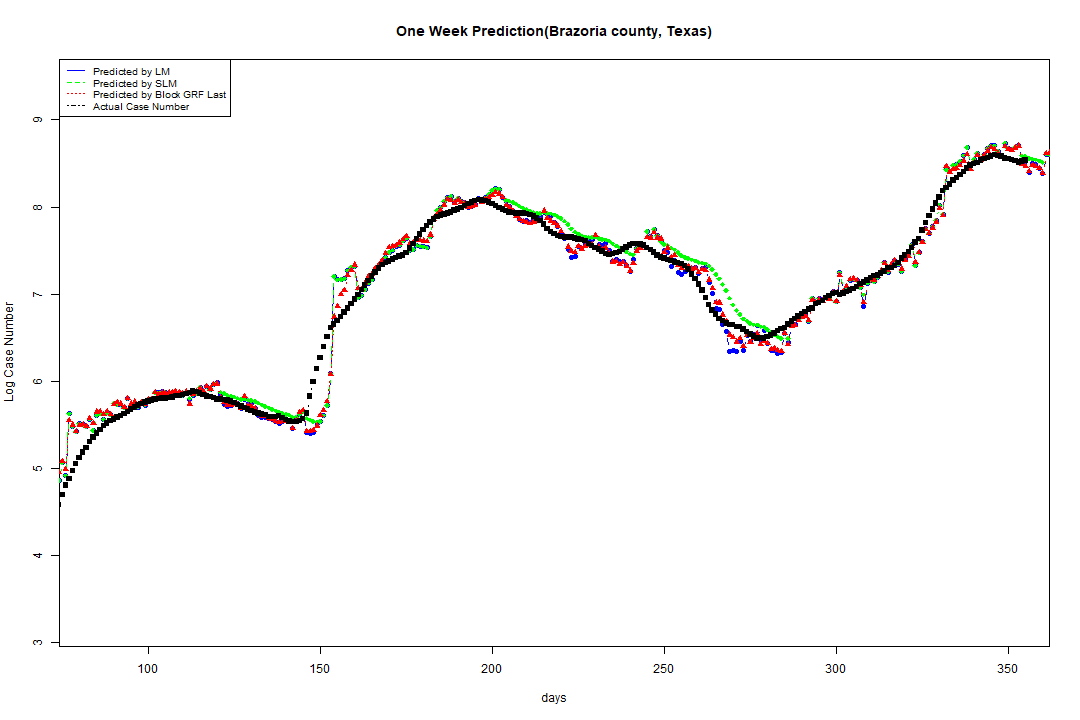 One Week Prediction(Brazoria county, Texas)
Predicted by LM
Predicted by SLM
Predicted by Block GRF Last
Actual Case Number
9
8
7
6
5
4
3
Log Case Number
100 150 200 250 300 350
days